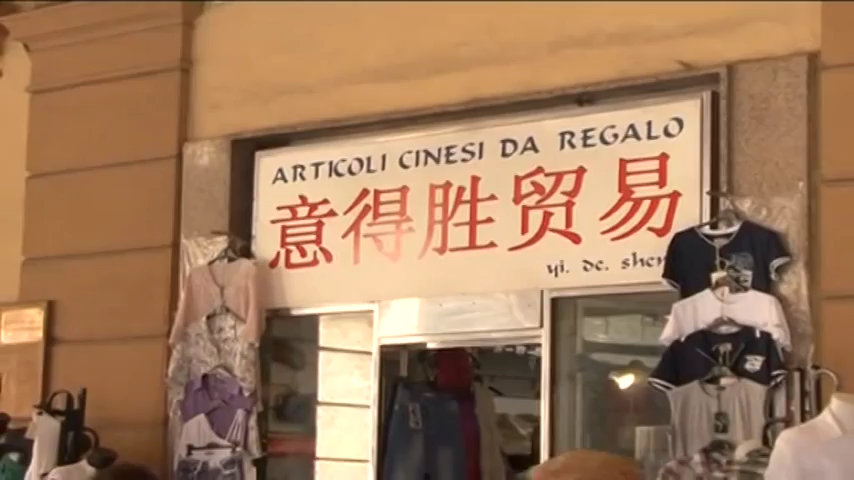 ARTICOLI CINESI DA REGALO
意得胜贸易
yi. de. shen